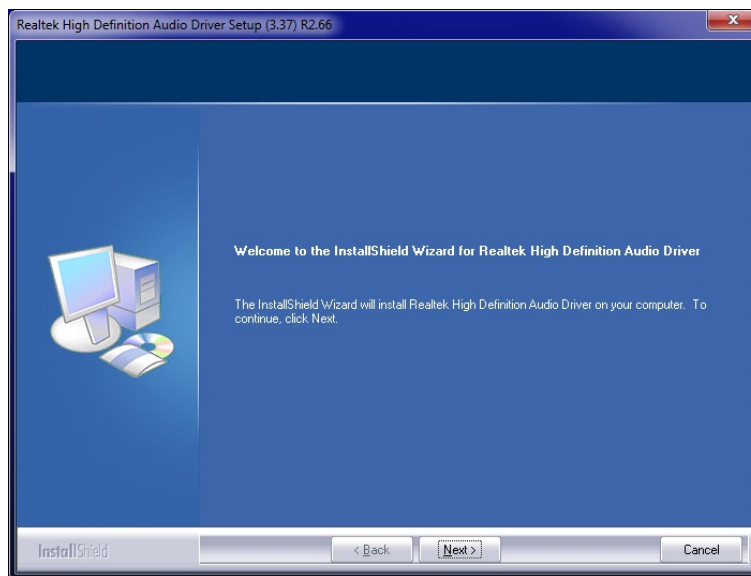 Realtek High Definition Audio Driver Setup (3.37) R2.66
Welcome to the InstallShield Wizard for Realtek High Definition Audio Driver
The InstallShield Wizard will install Realtek High Definition Audio Driver on your computer. To
continue, click Next.
InstallShield
< Back
Next >
Cancel